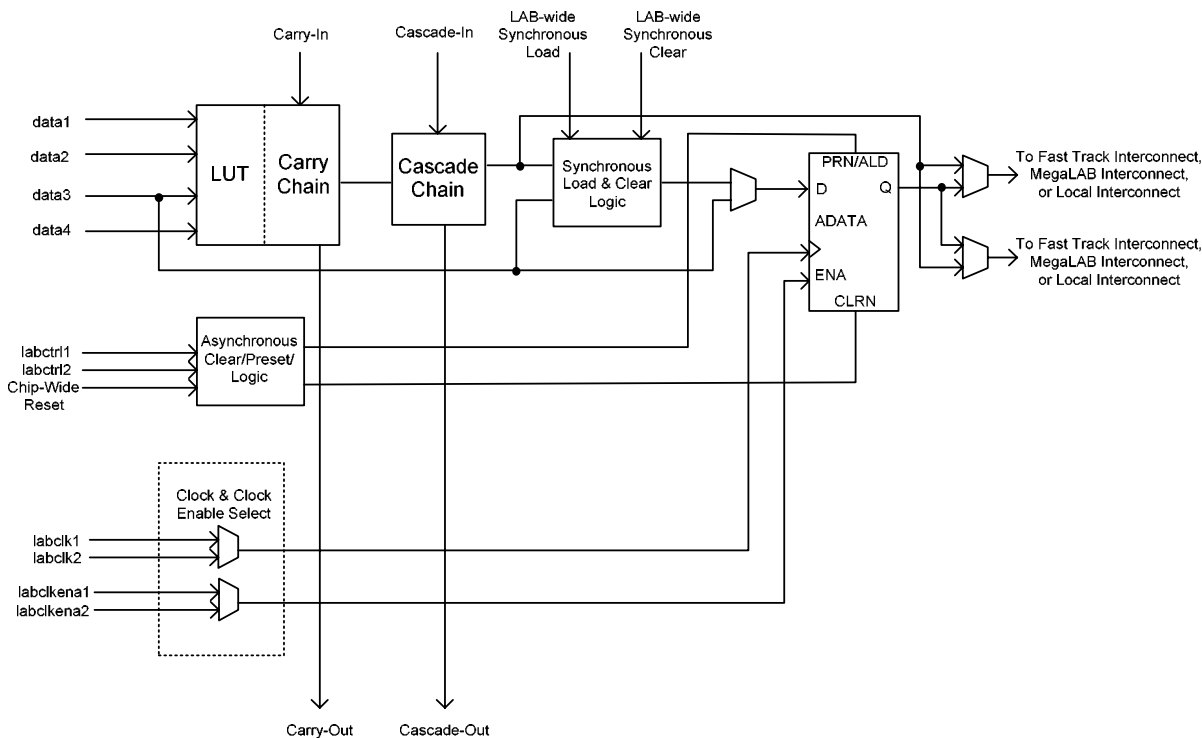 LAB-wide
Synchronous
Load
LAB-wide
Synchronous
Clear
Carry-In
Cascade-In
data1
data2
data3
data4
LUT
Carry
Chain
Cascade
Chain
Synchronous
Load & Clear
Logic
PRN/ALD
D
Q
ADATA
ENA
CLRN
To Fast Track Interconnect,
MegaLAB Interconnect,
or Local Interconnect
To Fast Track Interconnect,
MegaLAB Interconnect,
or Local Interconnect
labctrl1
labctrl2
Chip-Wide
Reset
Asynchronous
Clear/Preset/
Logic
Clock & Clock
Enable Select
labclk1
labclk2
labclkena1
labclkena2
Carry-Out
Cascade-Out